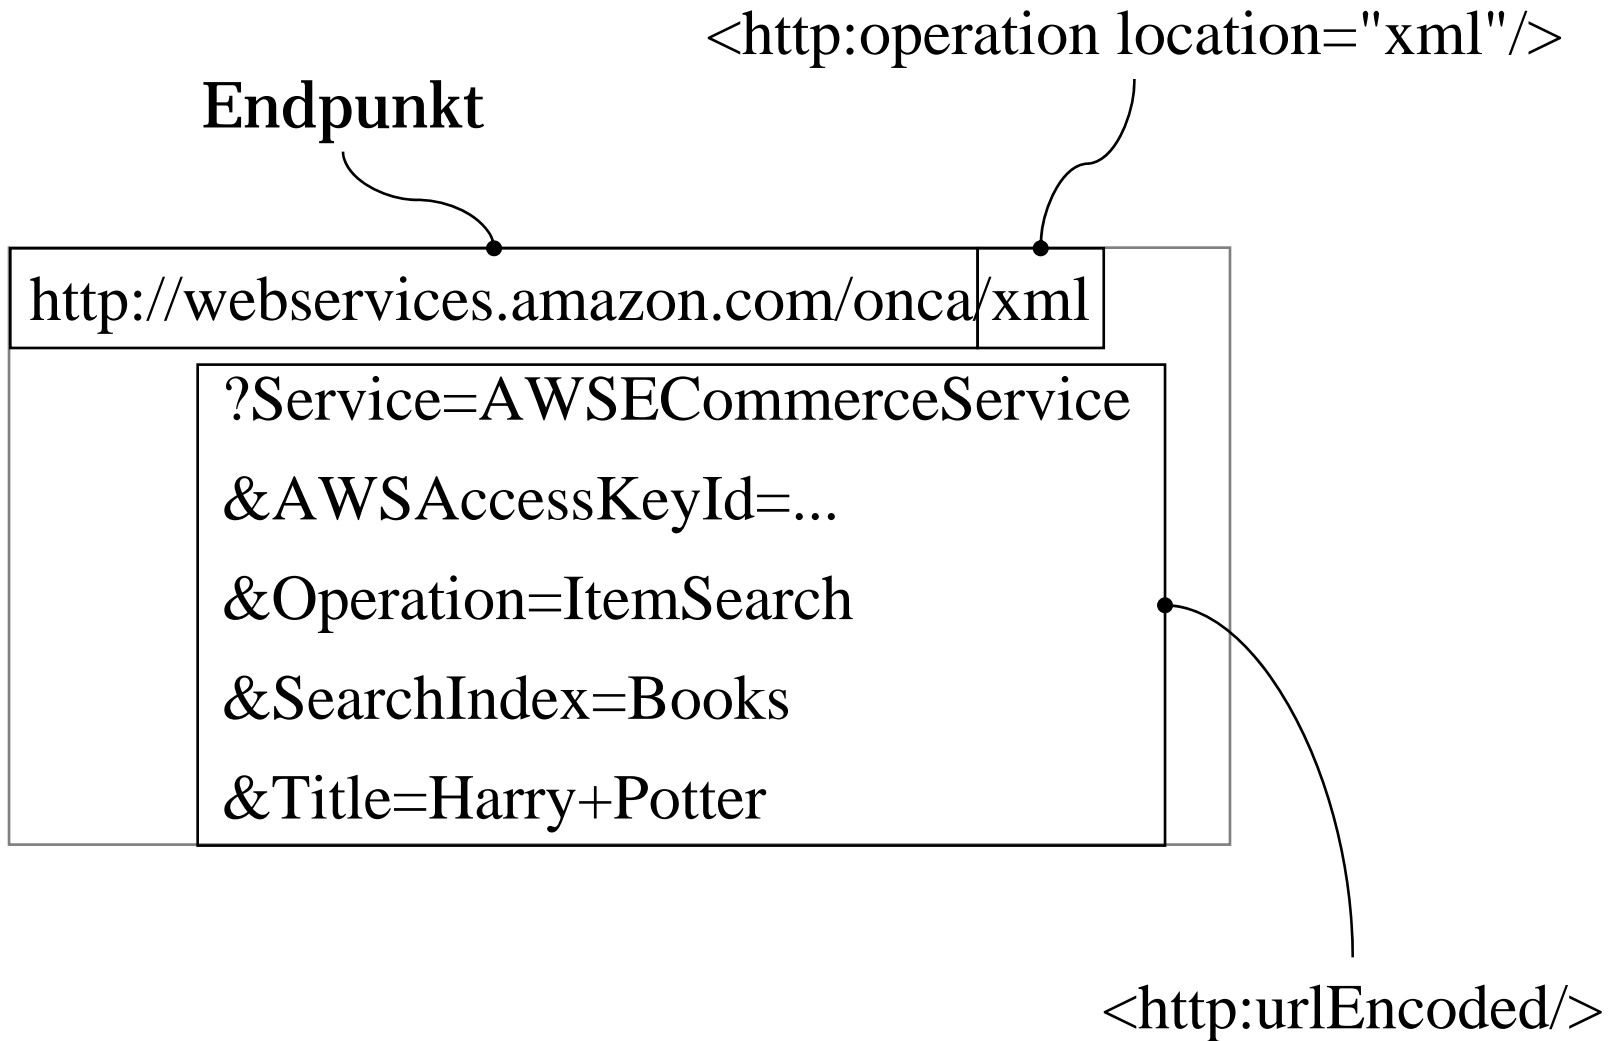 <http:operation location="xml"/>
Endpunkt
http://webservices.amazon.com/onca/xml
?Service=AWSECommerceService
&AWSAccessKeyId=...
&Operation=ItemSearch
&SearchIndex=Books
&Title=Harry+Potter
<http:urlEncoded/>